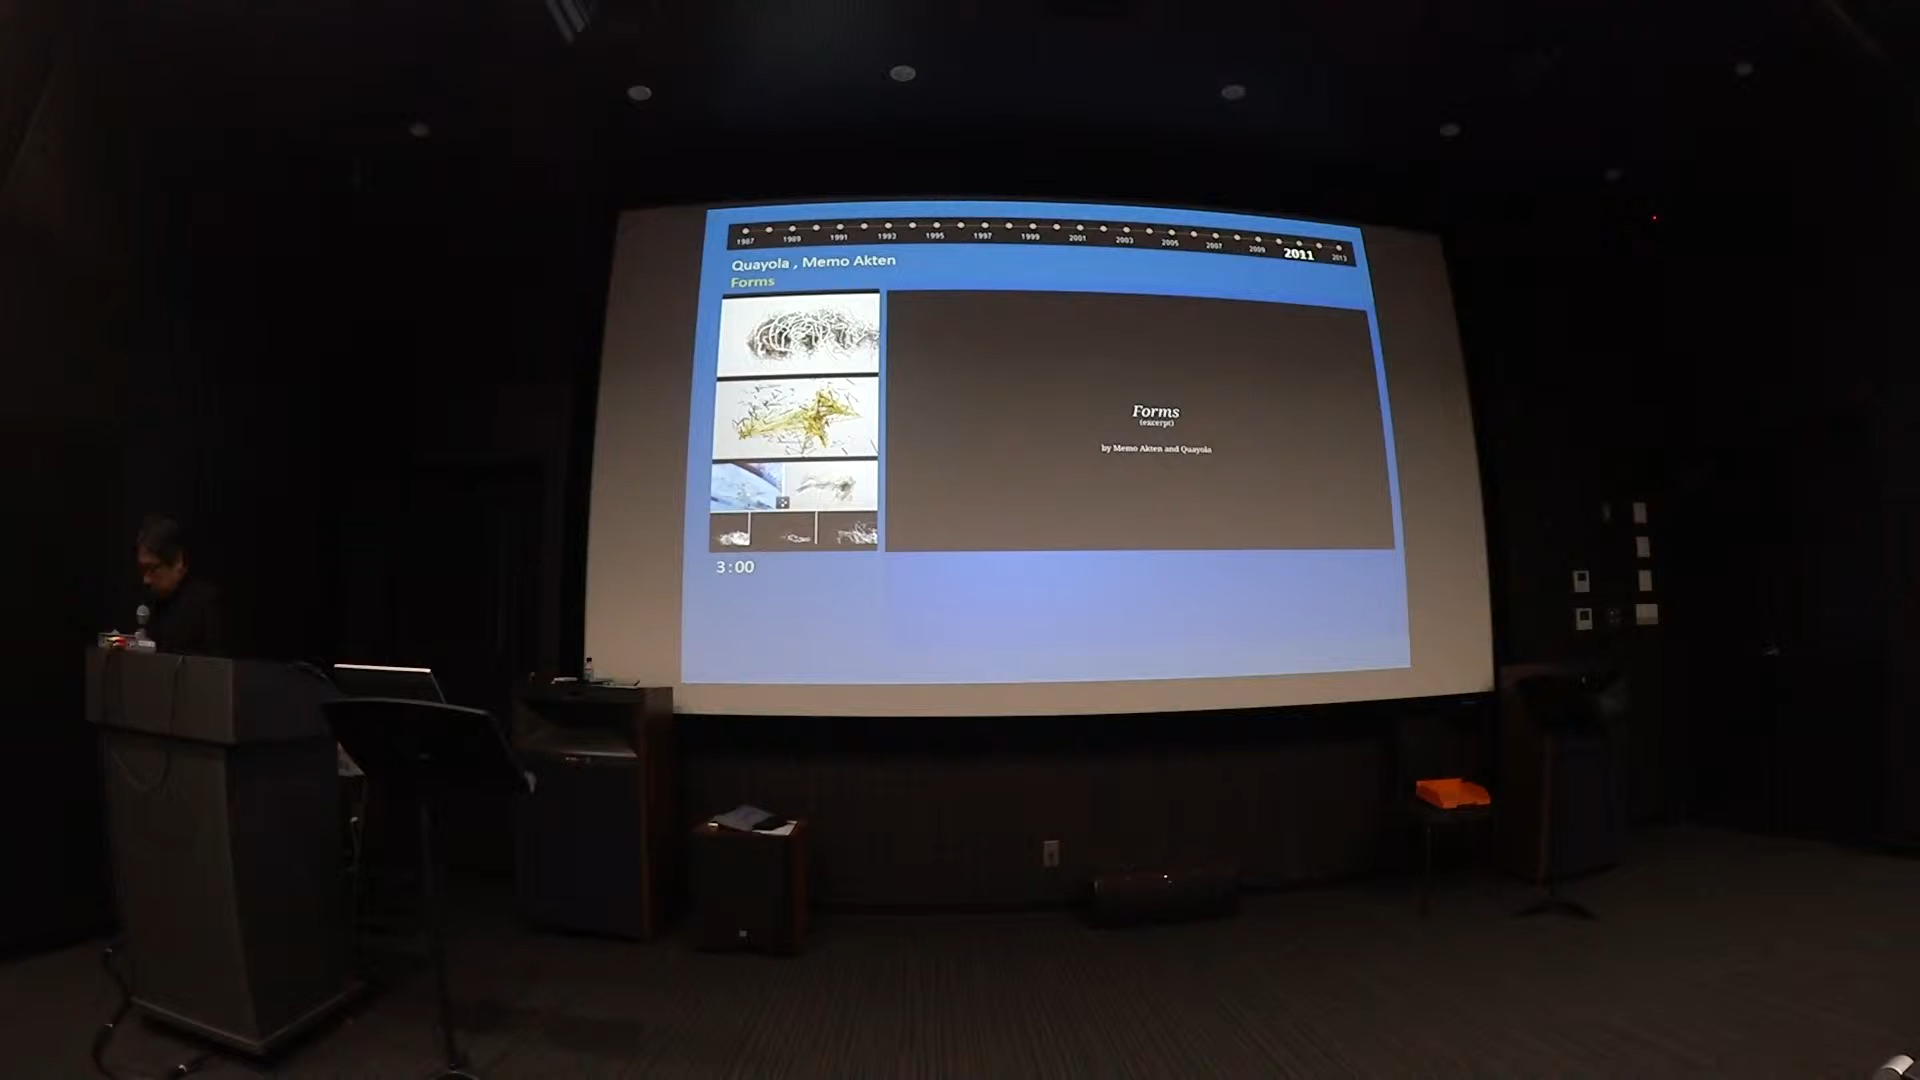 1987 1989 1991 1993 1995 1997 1999 2001 2003 2005 2007 2009 2011 2013
Quayola , Memo Akten
Forms
Forms
(excerpt)
by Memo Akten and Quayola
3:00